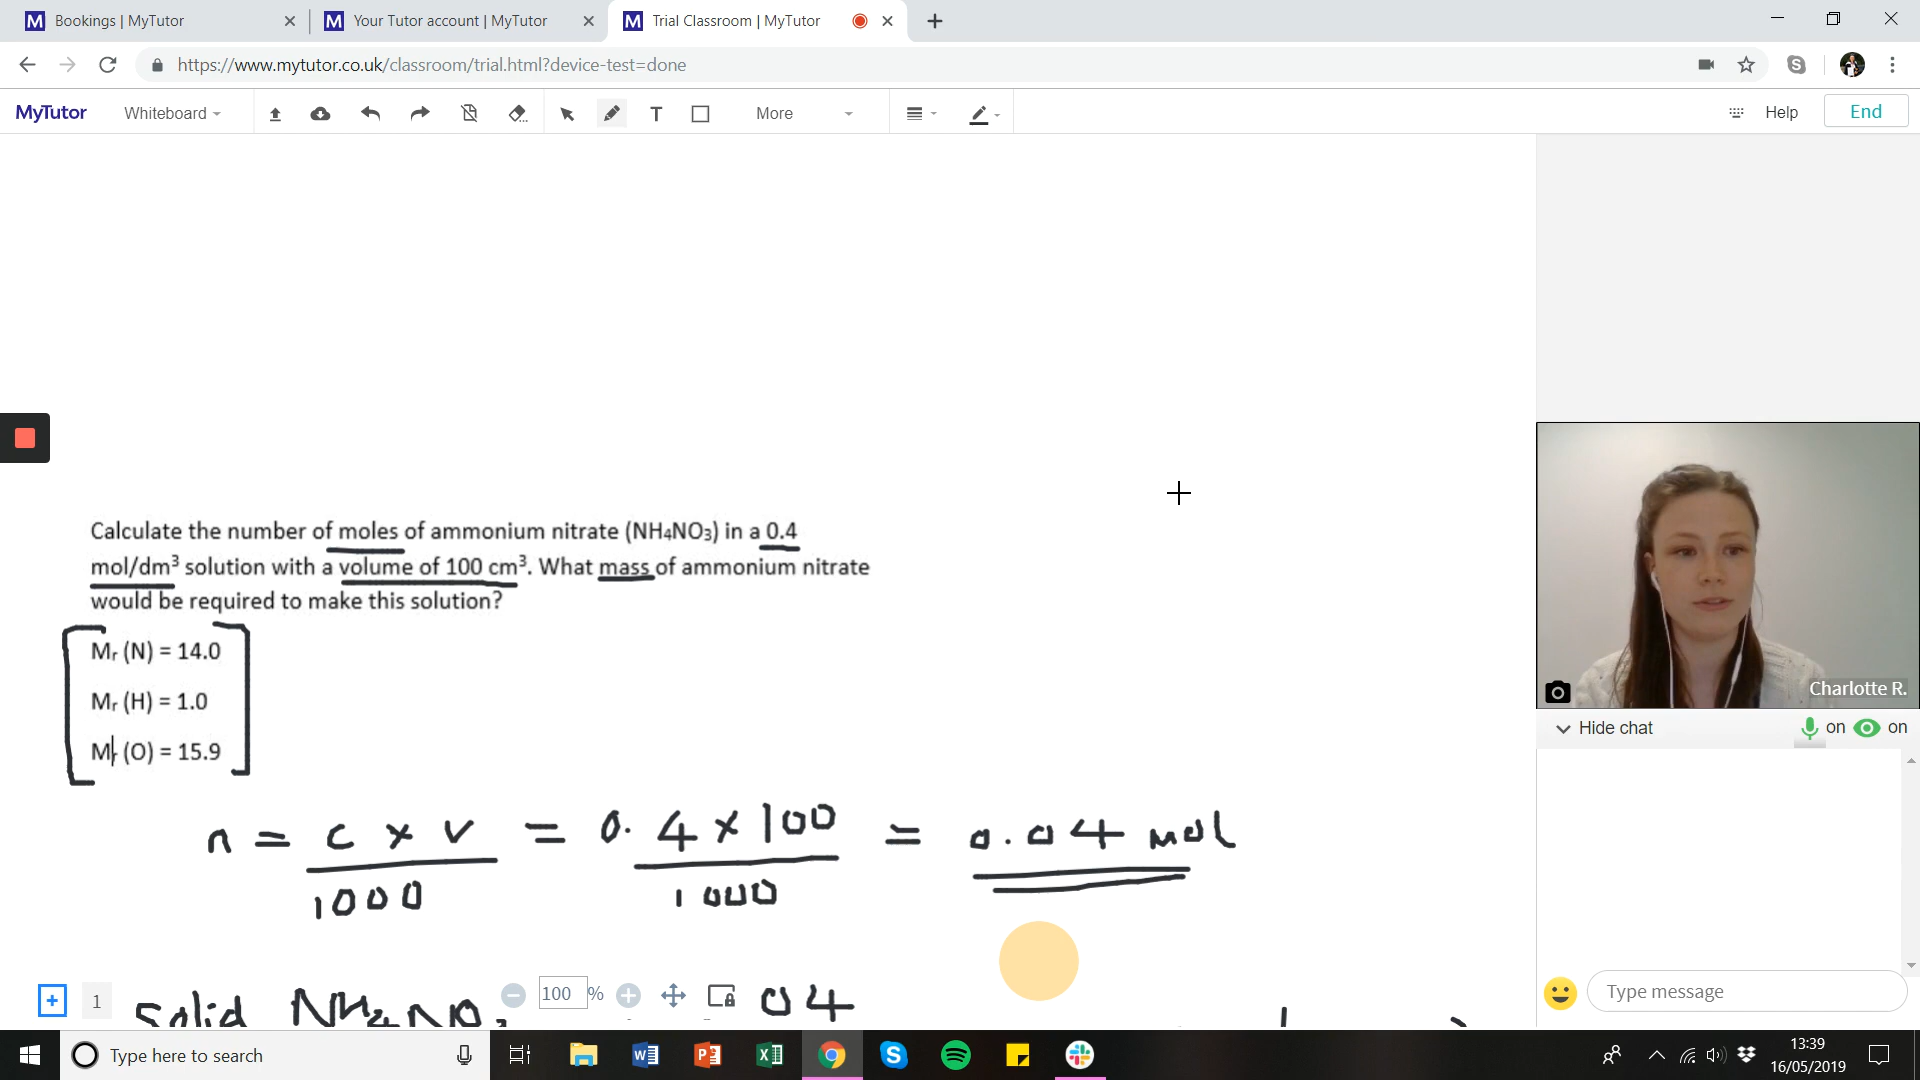 Bookings | MyTutor
Your Tutor account | MyTutor
Trial Classroom | MyTutor
https://www.mytutor.co.uk/classroom/trial.html?device-test=done
MyTutor
Whiteboard
T
More
Help
End
Calculate the number of moles of ammonium nitrate (NH₄NO₃) in a 0.4
mol/dm³ solution with a volume of 100 cm³. What mass of ammonium nitrate
would be required to make this solution?
Mᵣ (N) = 14.0
Mᵣ (H) = 1.0
Mᵣ (O) = 15.9
n = c × v = 0.4 × 100 = 0.04 mol
1000 1000
Solid NH₄NO₃ 04
1
100 %
Charlotte R.
Hide chat
on
on
Type message
Type here to search
13:39
16/05/2019